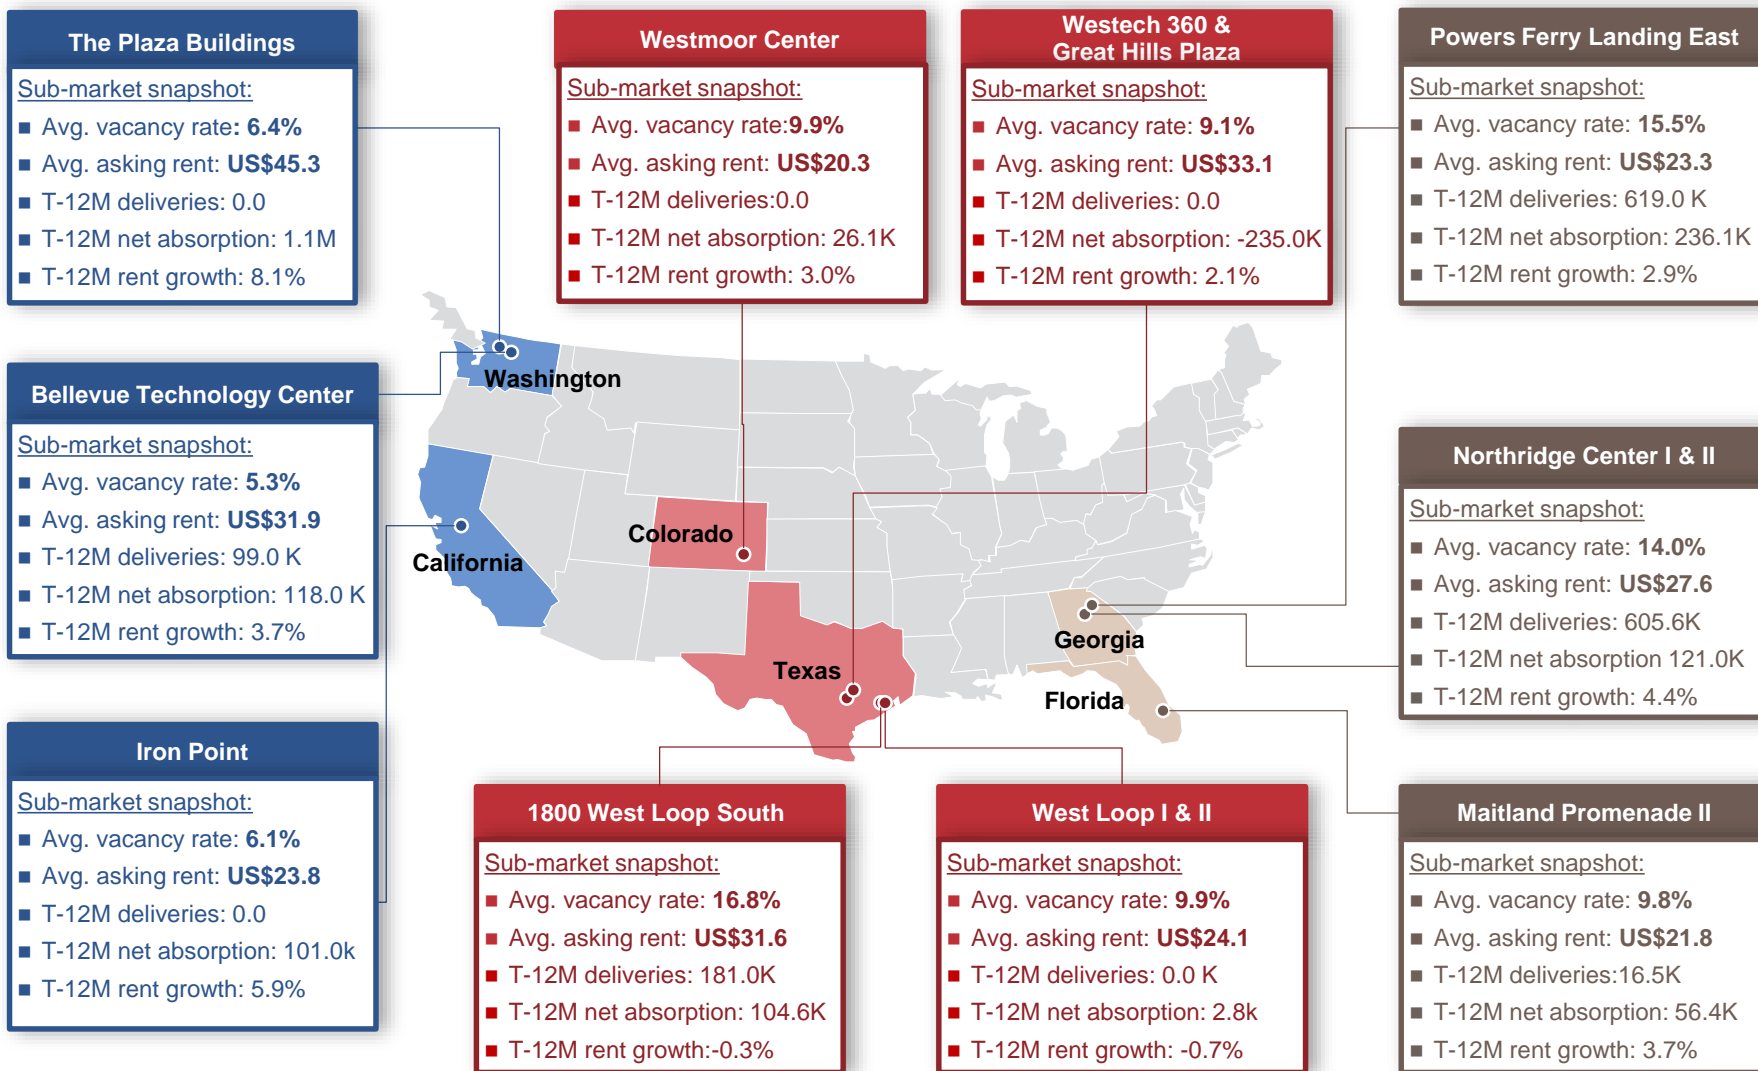 The Plaza Buildings
Sub-market snapshot:
■ Avg. vacancy rate: 6.4%
■ Avg. asking rent: US$45.3
■ T-12M deliveries: 0.0
■ T-12M net absorption: 1.1M
■ T-12M rent growth: 8.1%
Westmoor Center
Sub-market snapshot:
■ Avg. vacancy rate:9.9%
■ Avg. asking rent: US$20.3
■ T-12M deliveries:0.0
■ T-12M net absorption: 26.1K
■ T-12M rent growth: 3.0%
Westech 360 &
Great Hills Plaza
Sub-market snapshot:
■ Avg. vacancy rate: 9.1%
■ Avg. asking rent: US$33.1
■ T-12M deliveries: 0.0
■ T-12M net absorption: -235.0K
■ T-12M rent growth: 2.1%
Powers Ferry Landing East
Sub-market snapshot:
■ Avg. vacancy rate: 15.5%
■ Avg. asking rent: US$23.3
■ T-12M deliveries: 619.0 K
■ T-12M net absorption: 236.1K
■ T-12M rent growth: 2.9%
Bellevue Technology Center
Sub-market snapshot:
■ Avg. vacancy rate: 5.3%
■ Avg. asking rent: US$31.9
■ T-12M deliveries: 99.0 K
■ T-12M net absorption: 118.0 K
■ T-12M rent growth: 3.7%
Washington
California
Colorado
Texas
Georgia
Florida
Northridge Center I & II
Sub-market snapshot:
■ Avg. vacancy rate: 14.0%
■ Avg. asking rent: US$27.6
■ T-12M deliveries: 605.6K
■ T-12M net absorption 121.0K
■ T-12M rent growth: 4.4%
Iron Point
Sub-market snapshot:
■ Avg. vacancy rate: 6.1%
■ Avg. asking rent: US$23.8
■ T-12M deliveries: 0.0
■ T-12M net absorption: 101.0k
■ T-12M rent growth: 5.9%
1800 West Loop South
Sub-market snapshot:
■ Avg. vacancy rate: 16.8%
■ Avg. asking rent: US$31.6
■ T-12M deliveries: 181.0K
■ T-12M net absorption: 104.6K
■ T-12M rent growth:-0.3%
West Loop I & II
Sub-market snapshot:
■ Avg. vacancy rate: 9.9%
■ Avg. asking rent: US$24.1
■ T-12M deliveries: 0.0 K
■ T-12M net absorption: 2.8k
■ T-12M rent growth: -0.7%
Maitland Promenade II
Sub-market snapshot:
■ Avg. vacancy rate: 9.8%
■ Avg. asking rent: US$21.8
■ T-12M deliveries:16.5K
■ T-12M net absorption: 56.4K
■ T-12M rent growth: 3.7%